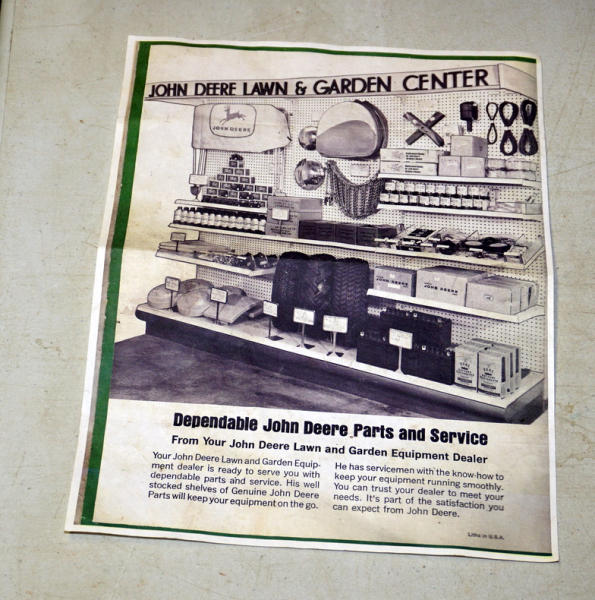 JOHN DEERE LAWN & GARDEN CENTER
JOHN DEERE
JOHN DEERE
Dependable John Deere Parts and Service
From Your John Deere Lawn and Garden Equipment Dealer
Your John Deere Lawn and Garden Equip-
ment dealer is ready to serve you with
dependable parts and service. His well
stocked shelves of Genuine John Deere
Parts will keep your equipment on the go.
He has servicemen with the know-how to
keep your equipment running smoothly.
You can trust your dealer to meet your
needs. It's part of the satisfaction you
can expect from John Deere.
Litho in U.S.A.